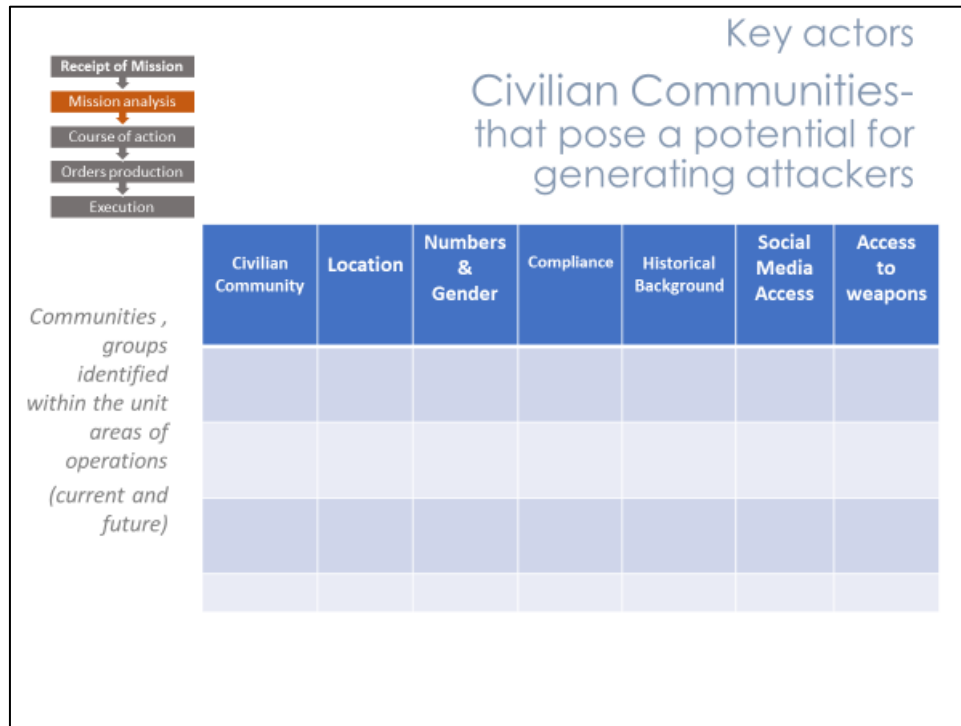 Key actors
Civilian Communities-
that pose a potential for
generating attackers
Receipt of Mission
Mission analysis
Course of action
Orders production
Execution
Communities ,
groups
identified
within the unit
areas of
operations
(current and
future)
Civilian
Community
Location
Numbers
&
Gender
Compliance
Historical
Background
Social
Media
Access
Access
to
weapons